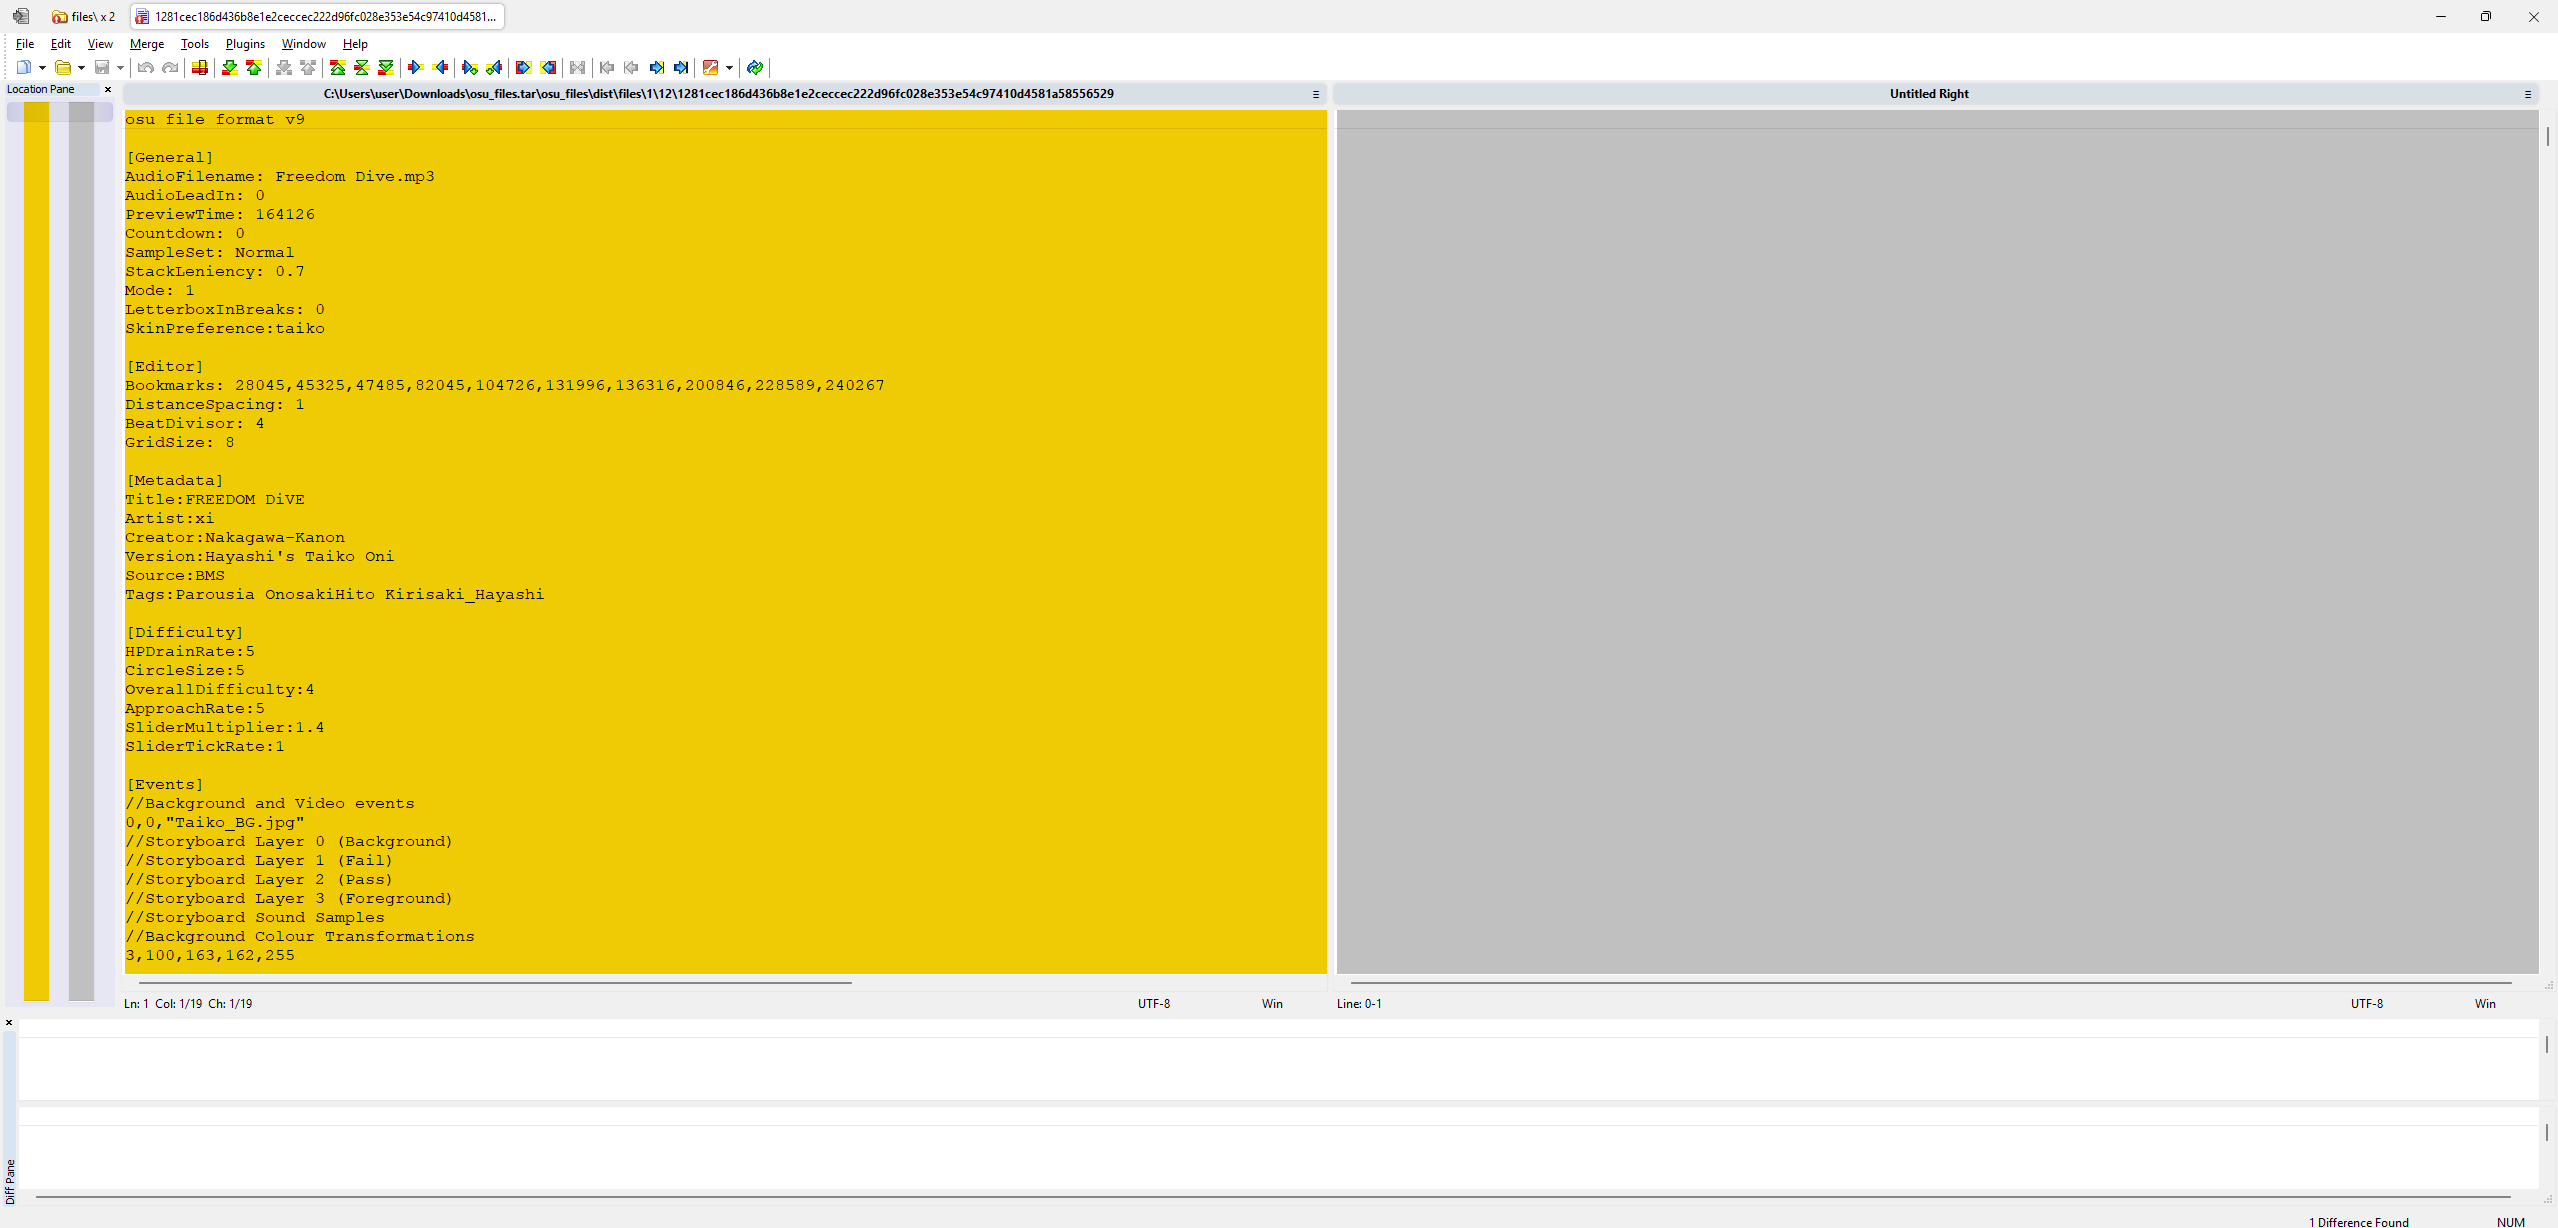 files\ x 2
1281cec186d436b8e1e2ceccec222d96fc028e353e54c97410d4581...
File Edit View Merge Tools Plugins Window Help
Location Pane
C:\Users\user\Downloads\osu_files.tar\osu_files\dist\files\1\12\1281cec186d436b8e1e2ceccec222d96fc028e353e54c97410d4581a58556529
Untitled Right
osu file format v9
[General]
AudioFilename: Freedom Dive.mp3
AudioLeadIn: 0
PreviewTime: 164126
Countdown: 0
SampleSet: Normal
StackLeniency: 0.7
Mode: 1
LetterboxInBreaks: 0
SkinPreference:taiko
[Editor]
Bookmarks: 28045,45325,47485,82045,104726,131996,136316,200846,228589,240267
DistanceSpacing: 1
BeatDivisor: 4
GridSize: 8
[Metadata]
Title:FREEDOM DiVE
Artist:xi
Creator:Nakagawa-Kanon
Version:Hayashi's Taiko Oni
Source:BMS
Tags:Parousia OnosakiHito Kirisaki_Hayashi
[Difficulty]
HPDrainRate:5
CircleSize:5
OverallDifficulty:4
ApproachRate:5
SliderMultiplier:1.4
SliderTickRate:1
[Events]
//Background and Video events
0,0,"Taiko_BG.jpg"
//Storyboard Layer 0 (Background)
//Storyboard Layer 1 (Fail)
//Storyboard Layer 2 (Pass)
//Storyboard Layer 3 (Foreground)
//Storyboard Sound Samples
//Background Colour Transformations
3,100,163,162,255
Ln: 1 Col: 1/19 Ch: 1/19
UTF-8
Win
Line: 0-1
UTF-8
Win
Diff Pane
1 Difference Found
NUM